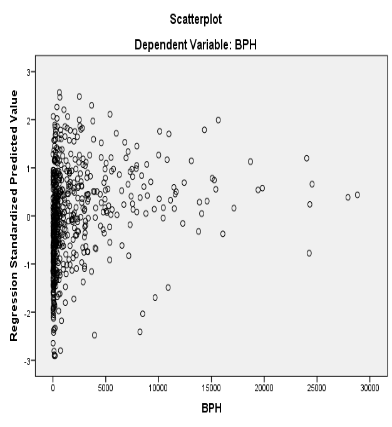 Scatterplot
Dependent Variable: BPH
Regression Standardized Predicted Value
3
2
1
0
-1
-2
-3
0 5000 10000 15000 20000 25000 30000
BPH